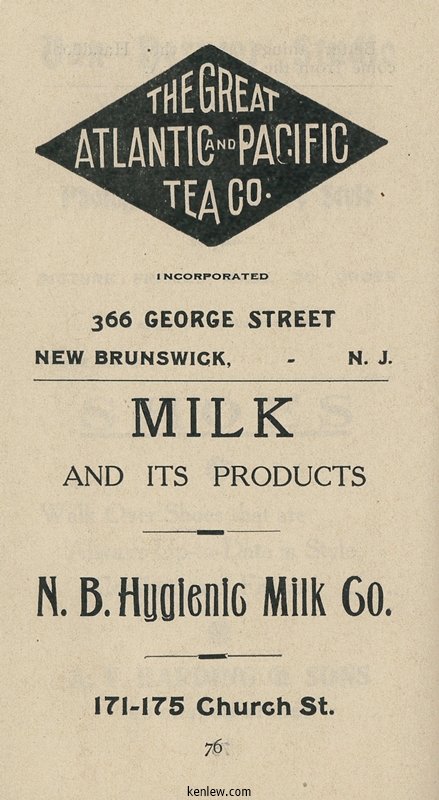 THE GREAT
ATLANTIC AND PACIFIC
TEA CO.
INCORPORATED
366 GEORGE STREET
NEW BRUNSWICK, - N. J.
MILK
AND ITS PRODUCTS
N. B. Hygienic Milk Co.
171-175 Church St.
76
kenlew.com